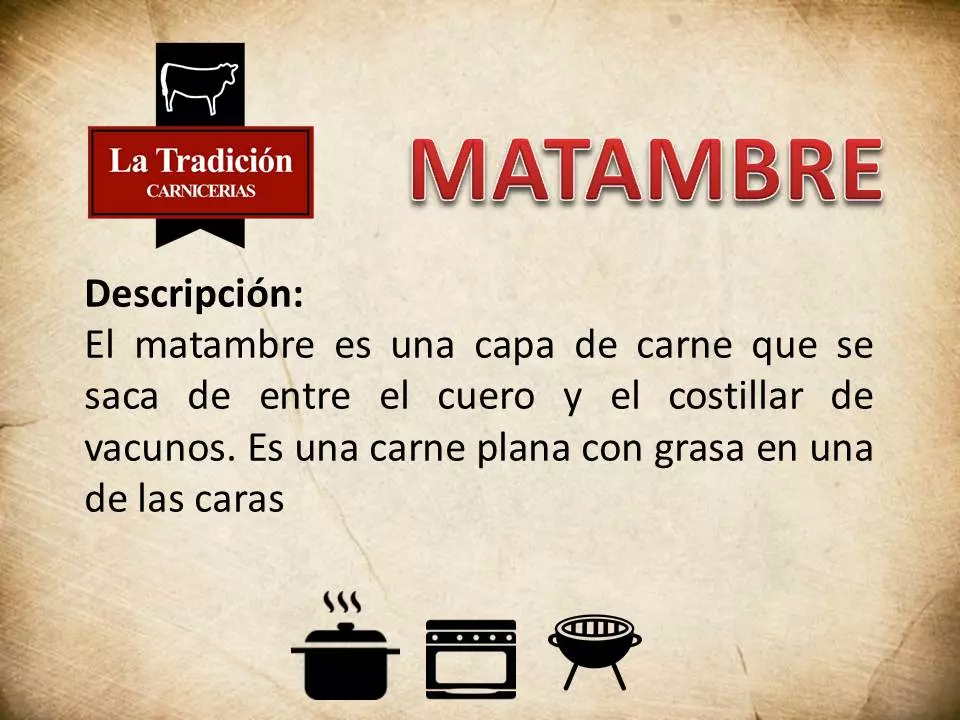 La Tradición
CARNICERIAS
MATAMBRE
Descripción:
El matambre es una capa de carne que se
saca de entre el cuero y el costillar de
vacunos. Es una carne plana con grasa en una
de las caras